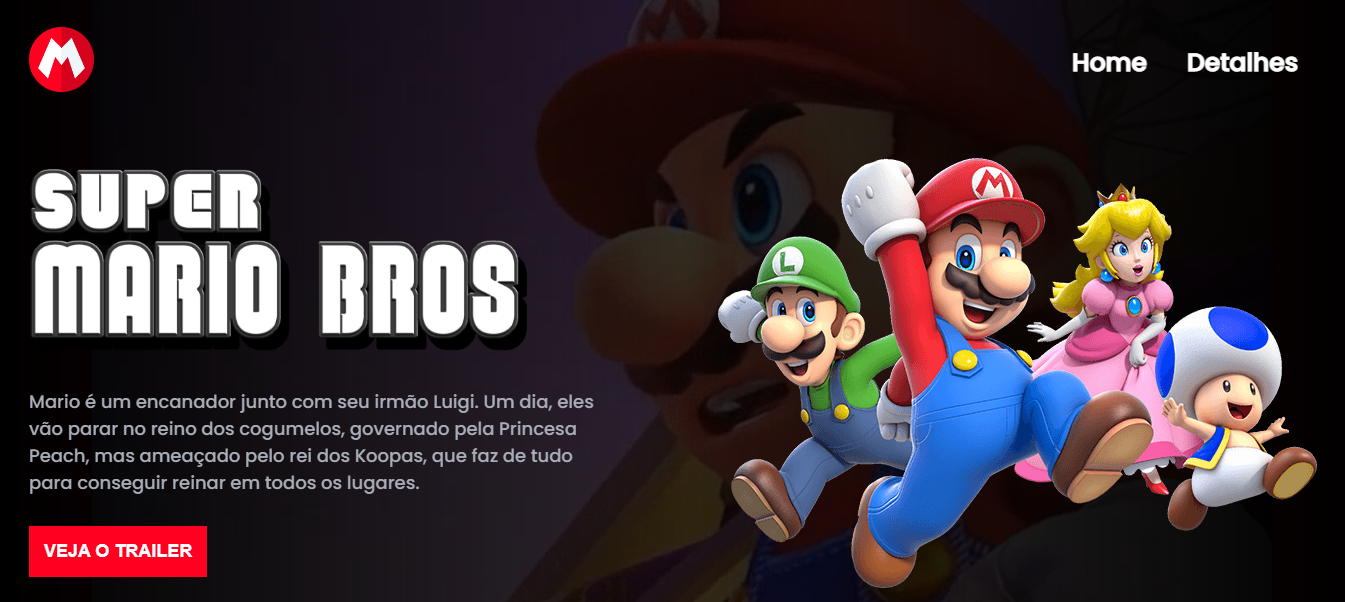 M
Home Detalhes
SUPER
MARIO BROS
M
L
Mario é um encanador junto com seu irmão Luigi. Um dia, eles
vão parar no reino dos cogumelos, governado pela Princesa
Peach, mas ameaçado pelo rei dos Koopas, que faz de tudo
para conseguir reinar em todos os lugares.
VEJA O TRAILER